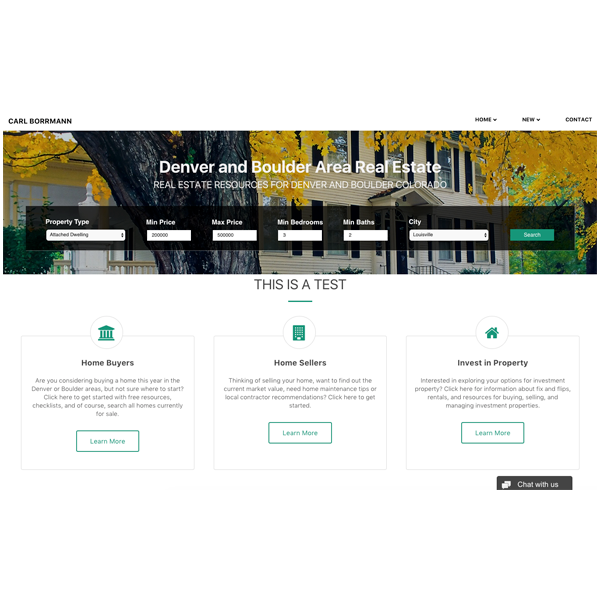 CARL BORRMANN
HOME NEW CONTACT
Denver and Boulder Area Real Estate
REAL ESTATE RESOURCES FOR DENVER AND BOULDER COLORADO
Property Type Min Price Max Price Min Bedrooms Min Baths City
Attached Dwelling 200000 500000 3 2 Louisville Search
THIS IS A TEST
Home Buyers
Are you considering buying a home this year in the
Denver or Boulder areas, but not sure where to start?
Click here to get started with free resources,
checklists, and of course, search all homes currently
for sale.
Learn More
Home Sellers
Thinking of selling your home, want to find out the
current market value, need home maintenance tips or
local contractor recommendations? Click here to get
started.
Learn More
Invest in Property
Interested in exploring your options for investment
property? Click here for information about fix and flips,
rentals, and resources for buying, selling, and
managing investment properties.
Learn More
Chat with us